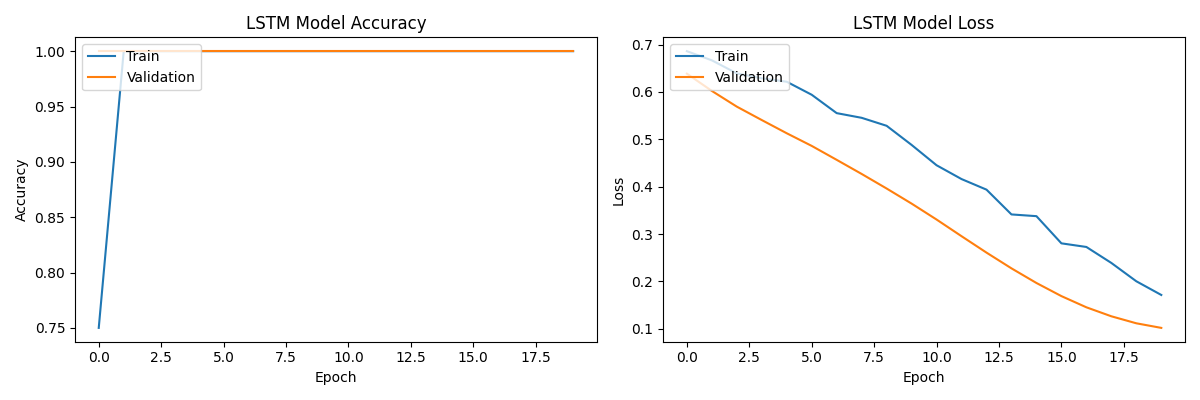 LSTM Model Accuracy
Train
Validation
1.00
0.95
0.90
0.85
0.80
0.75
Accuracy
0.0 2.5 5.0 7.5 10.0 12.5 15.0 17.5
Epoch
LSTM Model Loss
Train
Validation
0.7
0.6
0.5
0.4
0.3
0.2
0.1
Loss
0.0 2.5 5.0 7.5 10.0 12.5 15.0 17.5
Epoch